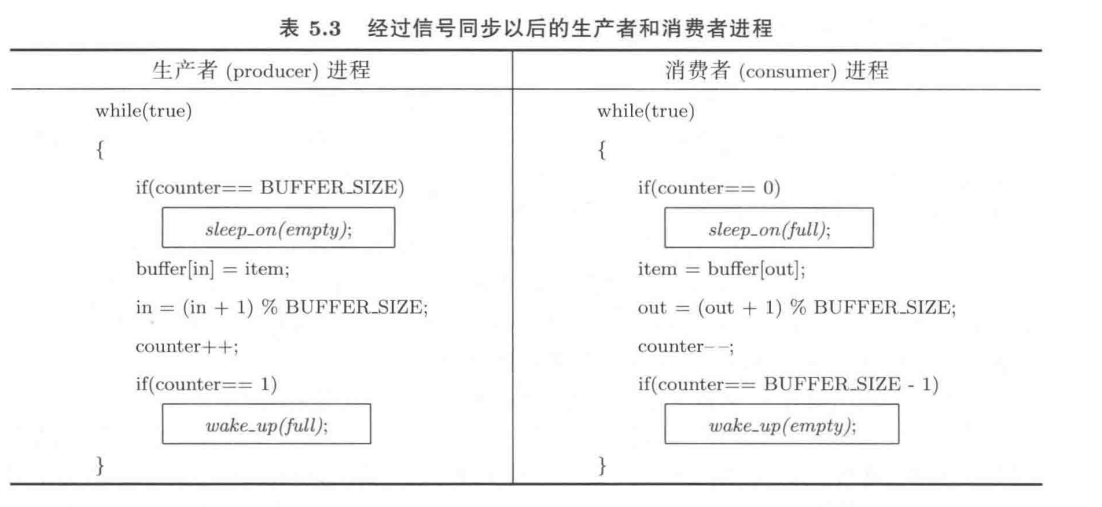 表 5.3 经过信号同步以后的生产者和消费者进程
生产者 (producer) 进程
while(true)
{
if(counter== BUFFER_SIZE)
sleep_on(empty);
buffer[in] = item;
in = (in + 1) % BUFFER_SIZE;
counter++;
if(counter== 1)
wake_up(full);
}
消费者 (consumer) 进程
while(true)
{
if(counter== 0)
sleep_on(full);
item = buffer[out];
out = (out + 1) % BUFFER_SIZE;
counter--;
if(counter== BUFFER_SIZE - 1)
wake_up(empty);
}